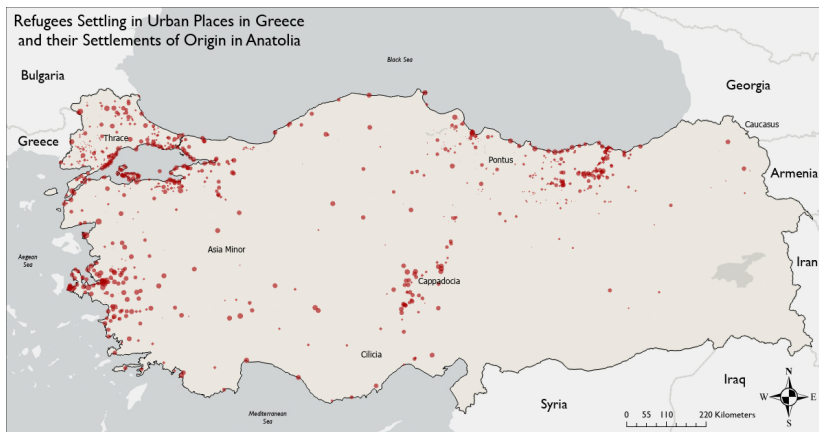 Refugees Settling in Urban Places in Greece
and their Settlements of Origin in Anatolia
Black Sea
Bulgaria
Georgia
Caucasus
Greece
Thrace
Pontus
Armenia
Asia Minor
Aegean
Sea
Iran
Cappadocia
Cilicia
Iraq
Syria
Mediterranean
Sea
N
W
E
S
0 55 110 220 Kilometers